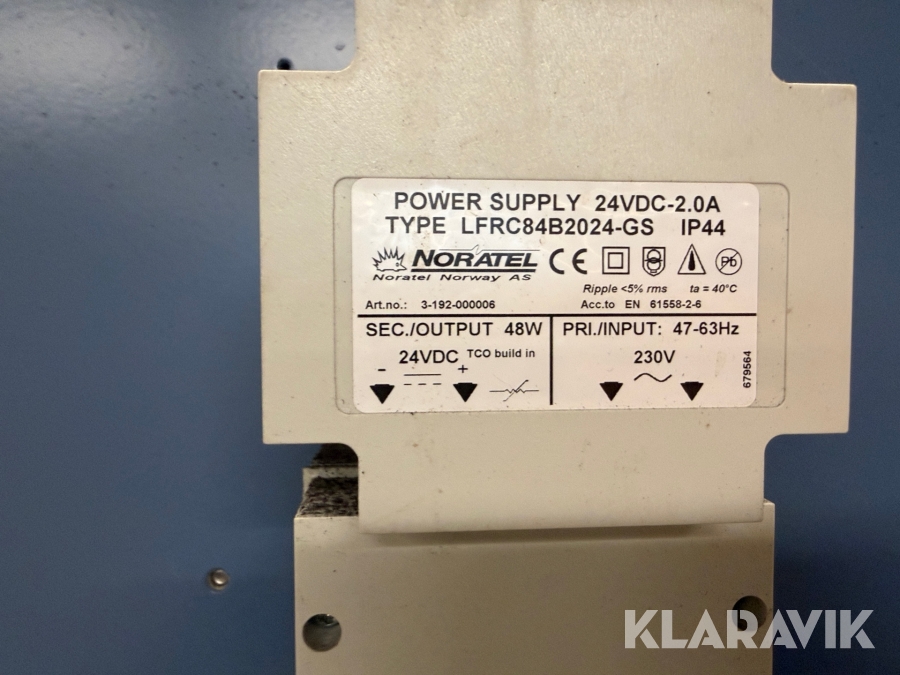 POWER SUPPLY 24VDC-2.0A
TYPE LFRC84B2024-GS IP44
NORATEL CE Pb
Noratel Norway AS
Ripple <5% rms ta = 40°C
Art.no.: 3-192-000006 Acc.to EN 61558-2-6
SEC./OUTPUT 48W
24VDC TCO build in
- +
PRI./INPUT: 47-63Hz
230V
679564
KLARAVIK